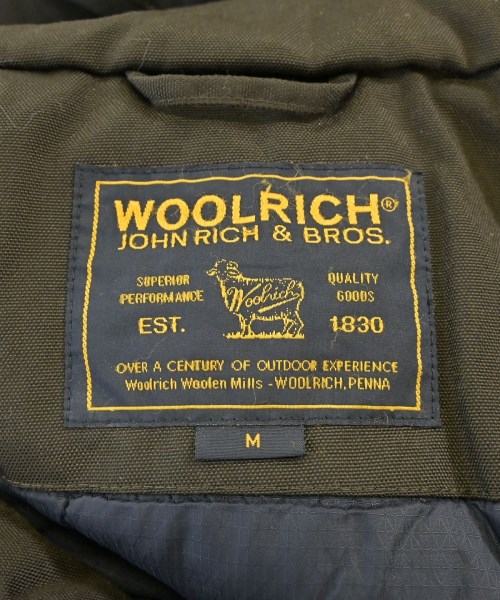 WOOLRICH®
JOHN RICH & BROS.
SUPERIOR
PERFORMANCE
Woolrich
QUALITY
GOODS
EST.
1830
OVER A CENTURY OF OUTDOOR EXPERIENCE
Woolrich Woolen Mills - WOOLRICH, PENNA
M